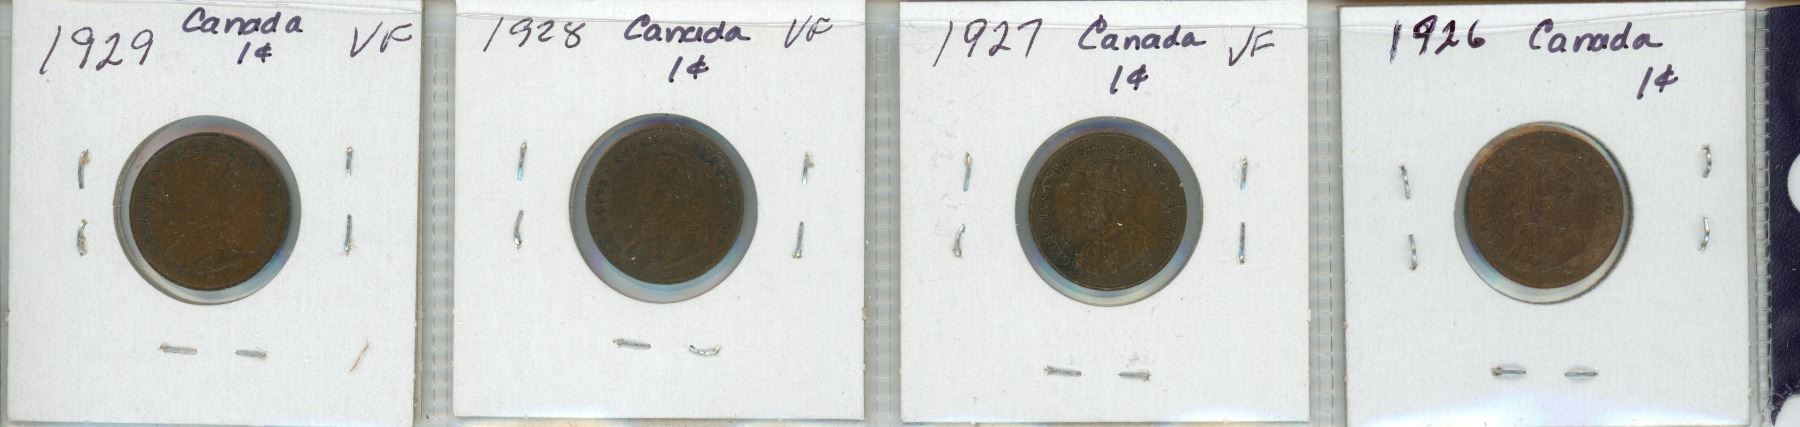 1929 Canada VF
1¢
1928 Canada VF
1¢
1927 Canada VF
1¢
1926 Canada
1¢